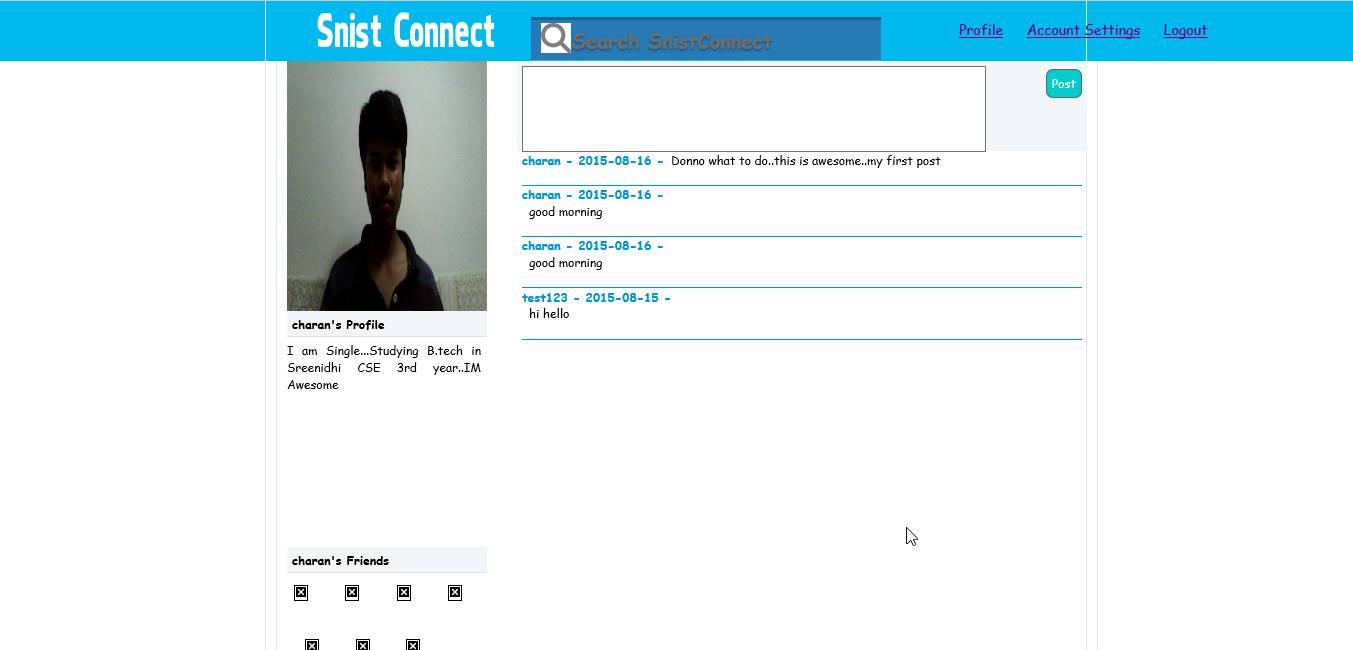 Snist Connect
Search SnistConnect
Profile Account Settings Logout
Post
charan - 2015-08-16 - Donno what to do..this is awesome..my first post
charan - 2015-08-16 -
good morning
charan - 2015-08-16 -
good morning
test123 - 2015-08-15 -
hi hello
charan's Profile
I am Single...Studying B.tech in
Sreenidhi CSE 3rd year..IM
Awesome
charan's Friends